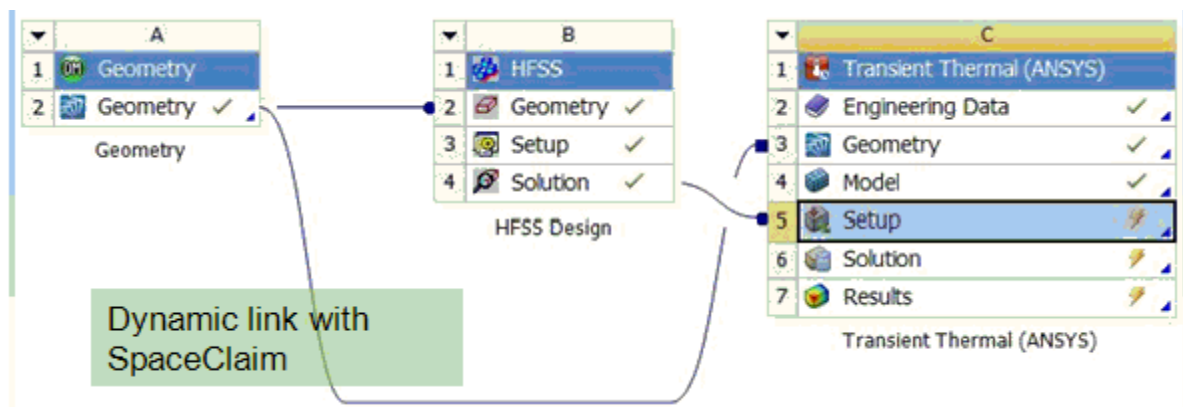 A
1 Geometry
2 Geometry
Geometry
B
1 HFSS
2 Geometry
3 Setup
4 Solution
HFSS Design
C
1 Transient Thermal (ANSYS)
2 Engineering Data
3 Geometry
4 Model
5 Setup
6 Solution
7 Results
Transient Thermal (ANSYS)
Dynamic link with
SpaceClaim